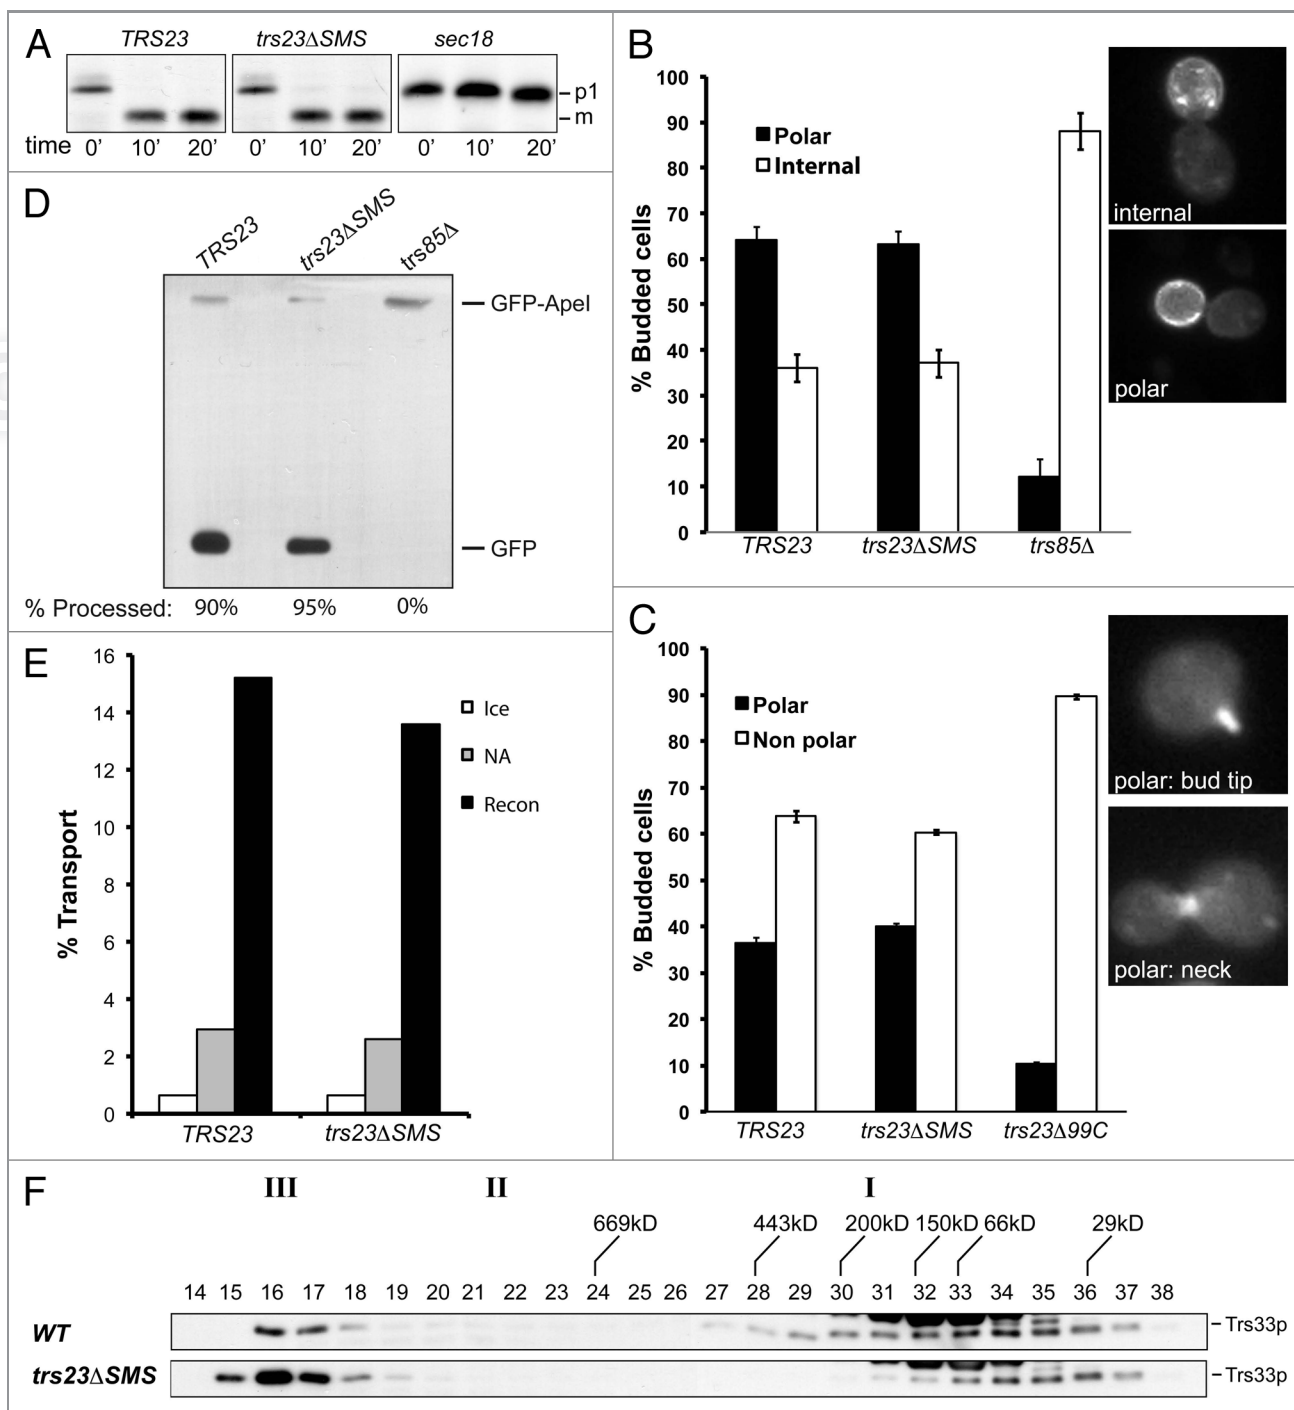 A
TRS23 trs23ΔSMS sec18
p1
m
time 0' 10' 20' 0' 10' 20' 0' 10' 20'
B
100
90
80
70
60
50
40
30
20
10
0
% Budded cells
Polar
Internal
TRS23 trs23ΔSMS trs85Δ
internal
polar
D
TRS23 trs23ΔSMS trs85Δ
GFP-ApeI
GFP
% Processed: 90% 95% 0%
C
100
90
80
70
60
50
40
30
20
10
0
% Budded cells
Polar
Non polar
TRS23 trs23ΔSMS trs23Δ99C
polar: bud tip
polar: neck
E
16
14
12
10
8
6
4
2
0
% Transport
Ice
NA
Recon
TRS23 trs23ΔSMS
F
III II I
669kD 443kD 200kD 150kD 66kD 29kD
14 15 16 17 18 19 20 21 22 23 24 25 26 27 28 29 30 31 32 33 34 35 36 37 38
WT Trs33p
trs23ΔSMS Trs33p